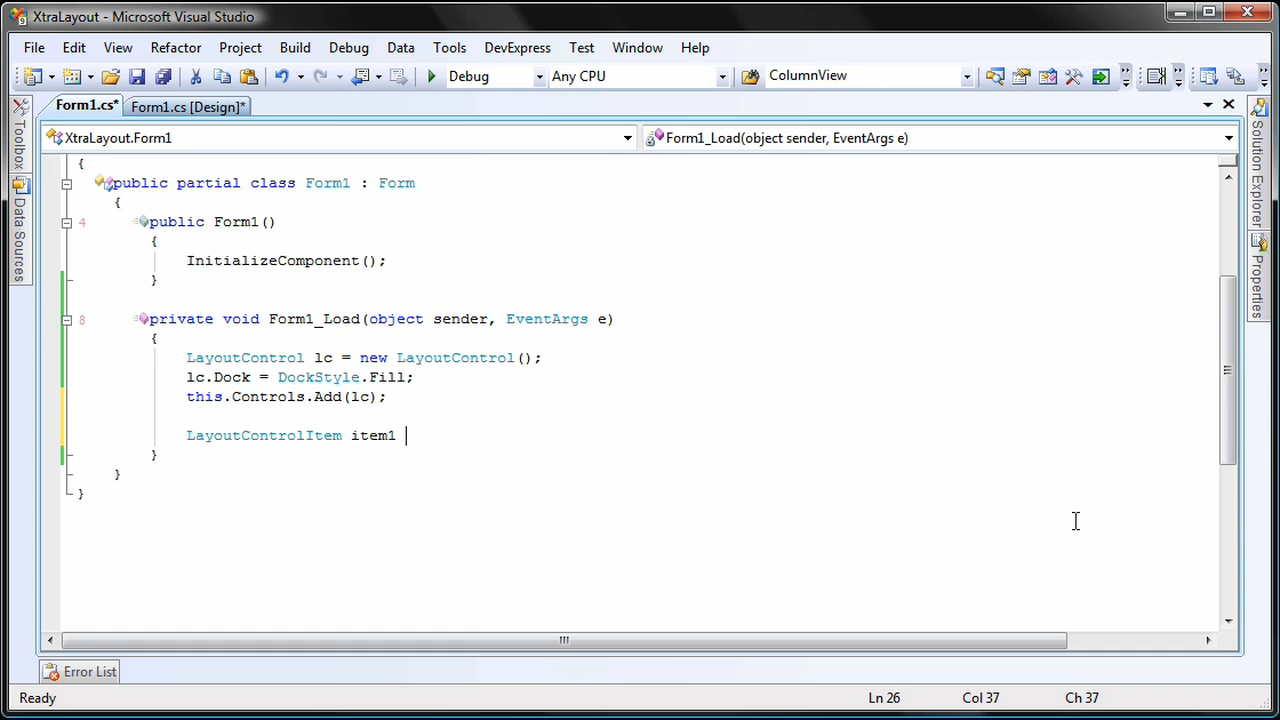 XtraLayout - Microsoft Visual Studio
File Edit View Refactor Project Build Debug Data Tools DevExpress Test Window Help
Debug Any CPU ColumnView
Form1.cs* Form1.cs [Design]*
XtraLayout.Form1 Form1_Load(object sender, EventArgs e)
Toolbox
Data Sources
Solution Explorer
Properties
{
public partial class Form1 : Form
{
4 public Form1()
{
InitializeComponent();
}
8 private void Form1_Load(object sender, EventArgs e)
{
LayoutControl lc = new LayoutControl();
lc.Dock = DockStyle.Fill;
this.Controls.Add(lc);
LayoutControlItem item1
}
}
}
Error List
Ready Ln 26 Col 37 Ch 37